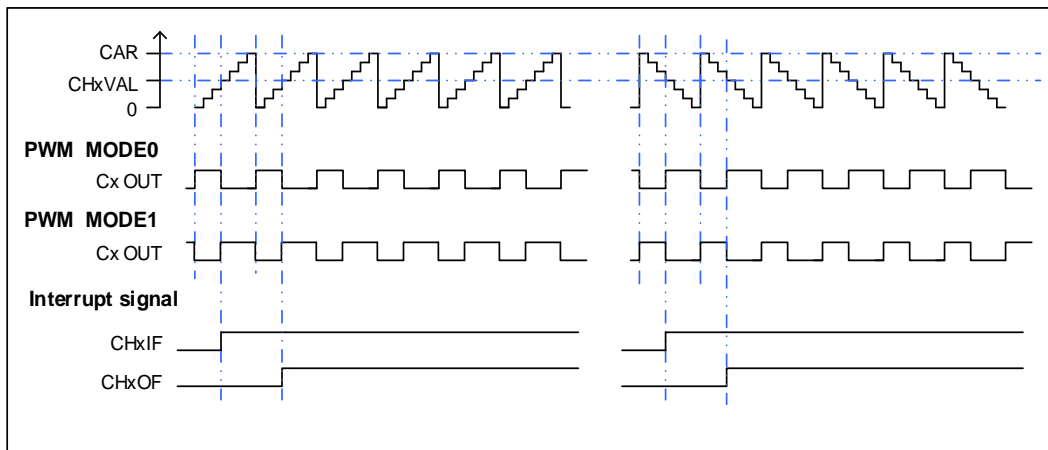 CAR
CHxVAL
0
PWM MODE0
Cx OUT
PWM MODE1
Cx OUT
Interrupt signal
CHxIF
CHxOF